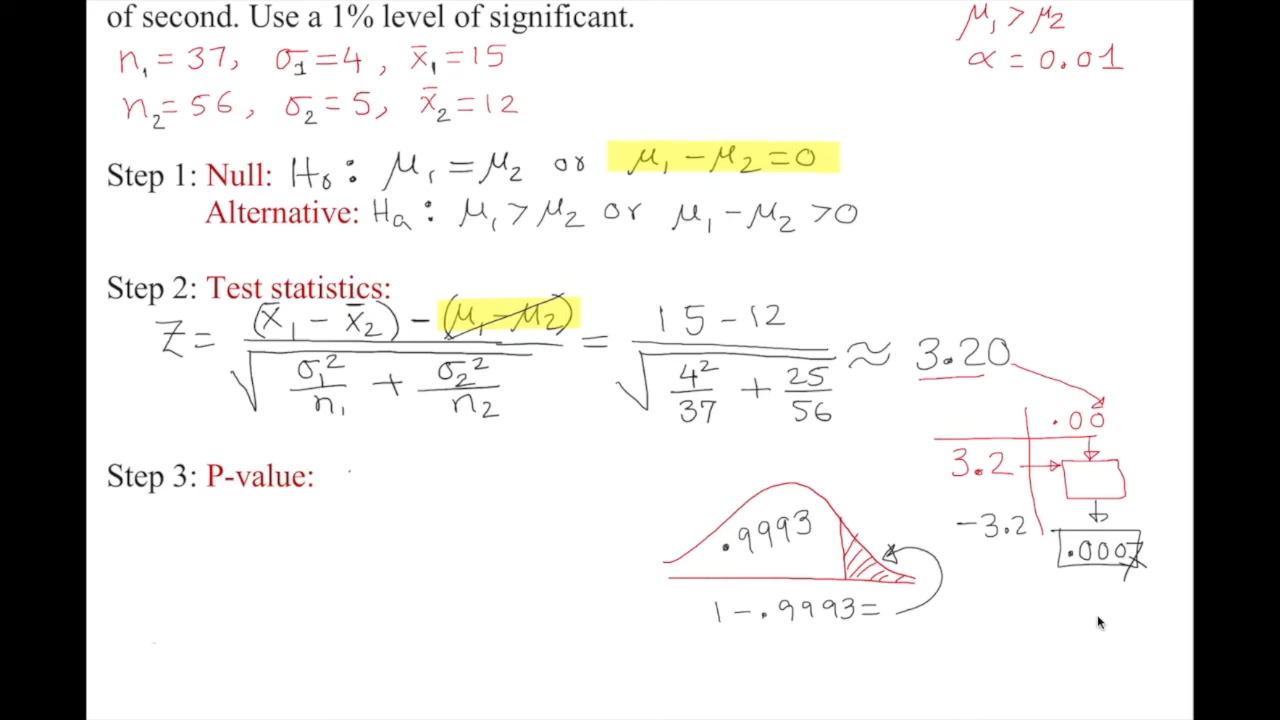 of second. Use a 1% level of significant.
μ₁ > μ₂
n₁ = 37, σ₁ = 4, x̄₁ = 15
α = 0.01
n₂ = 56, σ₂ = 5, x̄₂ = 12
Step 1: Null: H₀ : μ₁ = μ₂ or μ₁ – μ₂ = 0
Alternative: Hₐ : μ₁ > μ₂ or μ₁ – μ₂ > 0
Step 2: Test statistics:
Z = ((x̄₁ – x̄₂) – (μ₁ – μ₂)) / √(σ₁²/n₁ + σ₂²/n₂) = (15 – 12) / √(4²/37 + 25/56) ≈ 3.20
.00
3.2
Step 3: P-value:
–3.2
.9993
.0007
1 – .9993 =